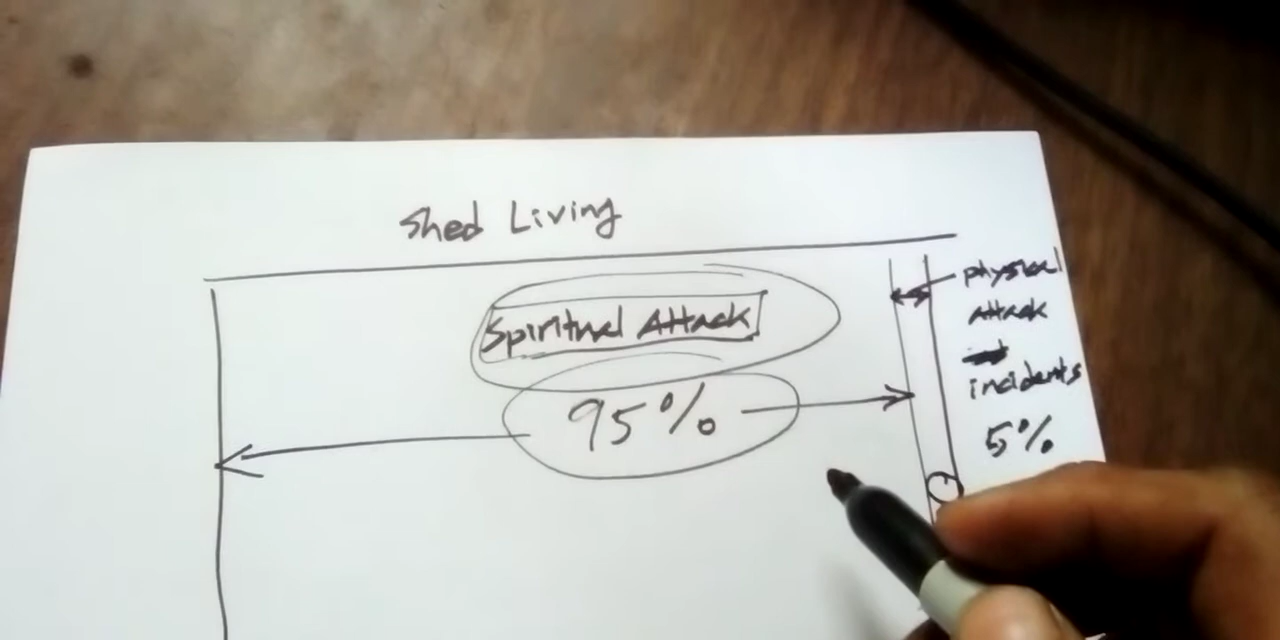 Shed Living
Spiritual Attack
95%
physical
Attack
incidents
5%